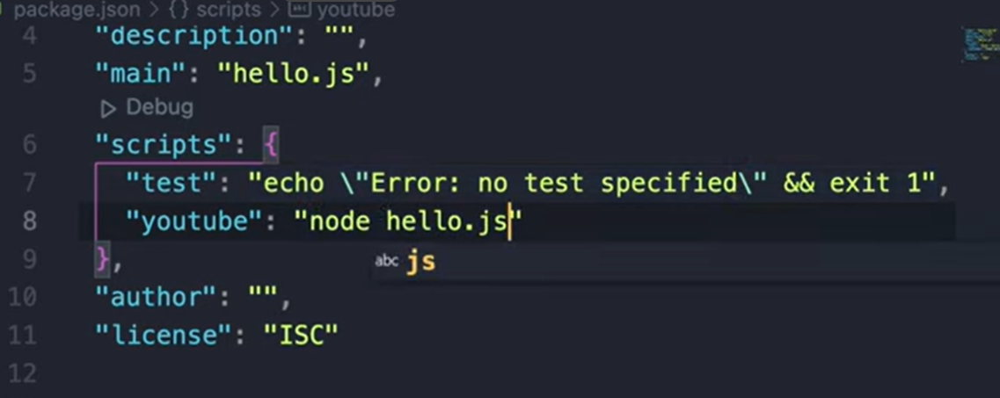 package.json > {} scripts > abc youtube
4 "description": "",
5 "main": "hello.js",
Debug
6 "scripts": {
7 "test": "echo \"Error: no test specified\" && exit 1",
8 "youtube": "node hello.js"
9 },
abc js
10 "author": "",
11 "license": "ISC"
12